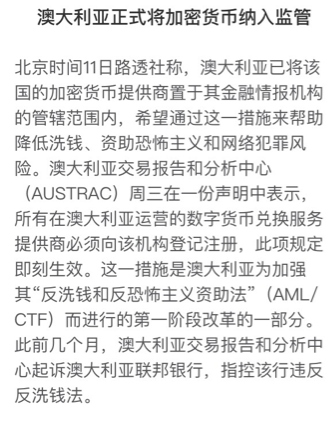 澳大利亚正式将加密货币纳入监管
北京时间11日路透社称，澳大利亚已将该
国的加密货币提供商置于其金融情报机构
的管辖范围内，希望通过这一措施来帮助
降低洗钱、资助恐怖主义和网络犯罪风
险。澳大利亚交易报告和分析中心
（AUSTRAC）周三在一份声明中表示，
所有在澳大利亚运营的数字货币兑换服务
提供商必须向该机构登记注册，此项规定
即刻生效。这一措施是澳大利亚为加强
其“反洗钱和反恐怖主义资助法”（AML/
CTF）而进行的第一阶段改革的一部分。
此前几个月，澳大利亚交易报告和分析中
心起诉澳大利亚联邦银行，指控该行违反
反洗钱法。